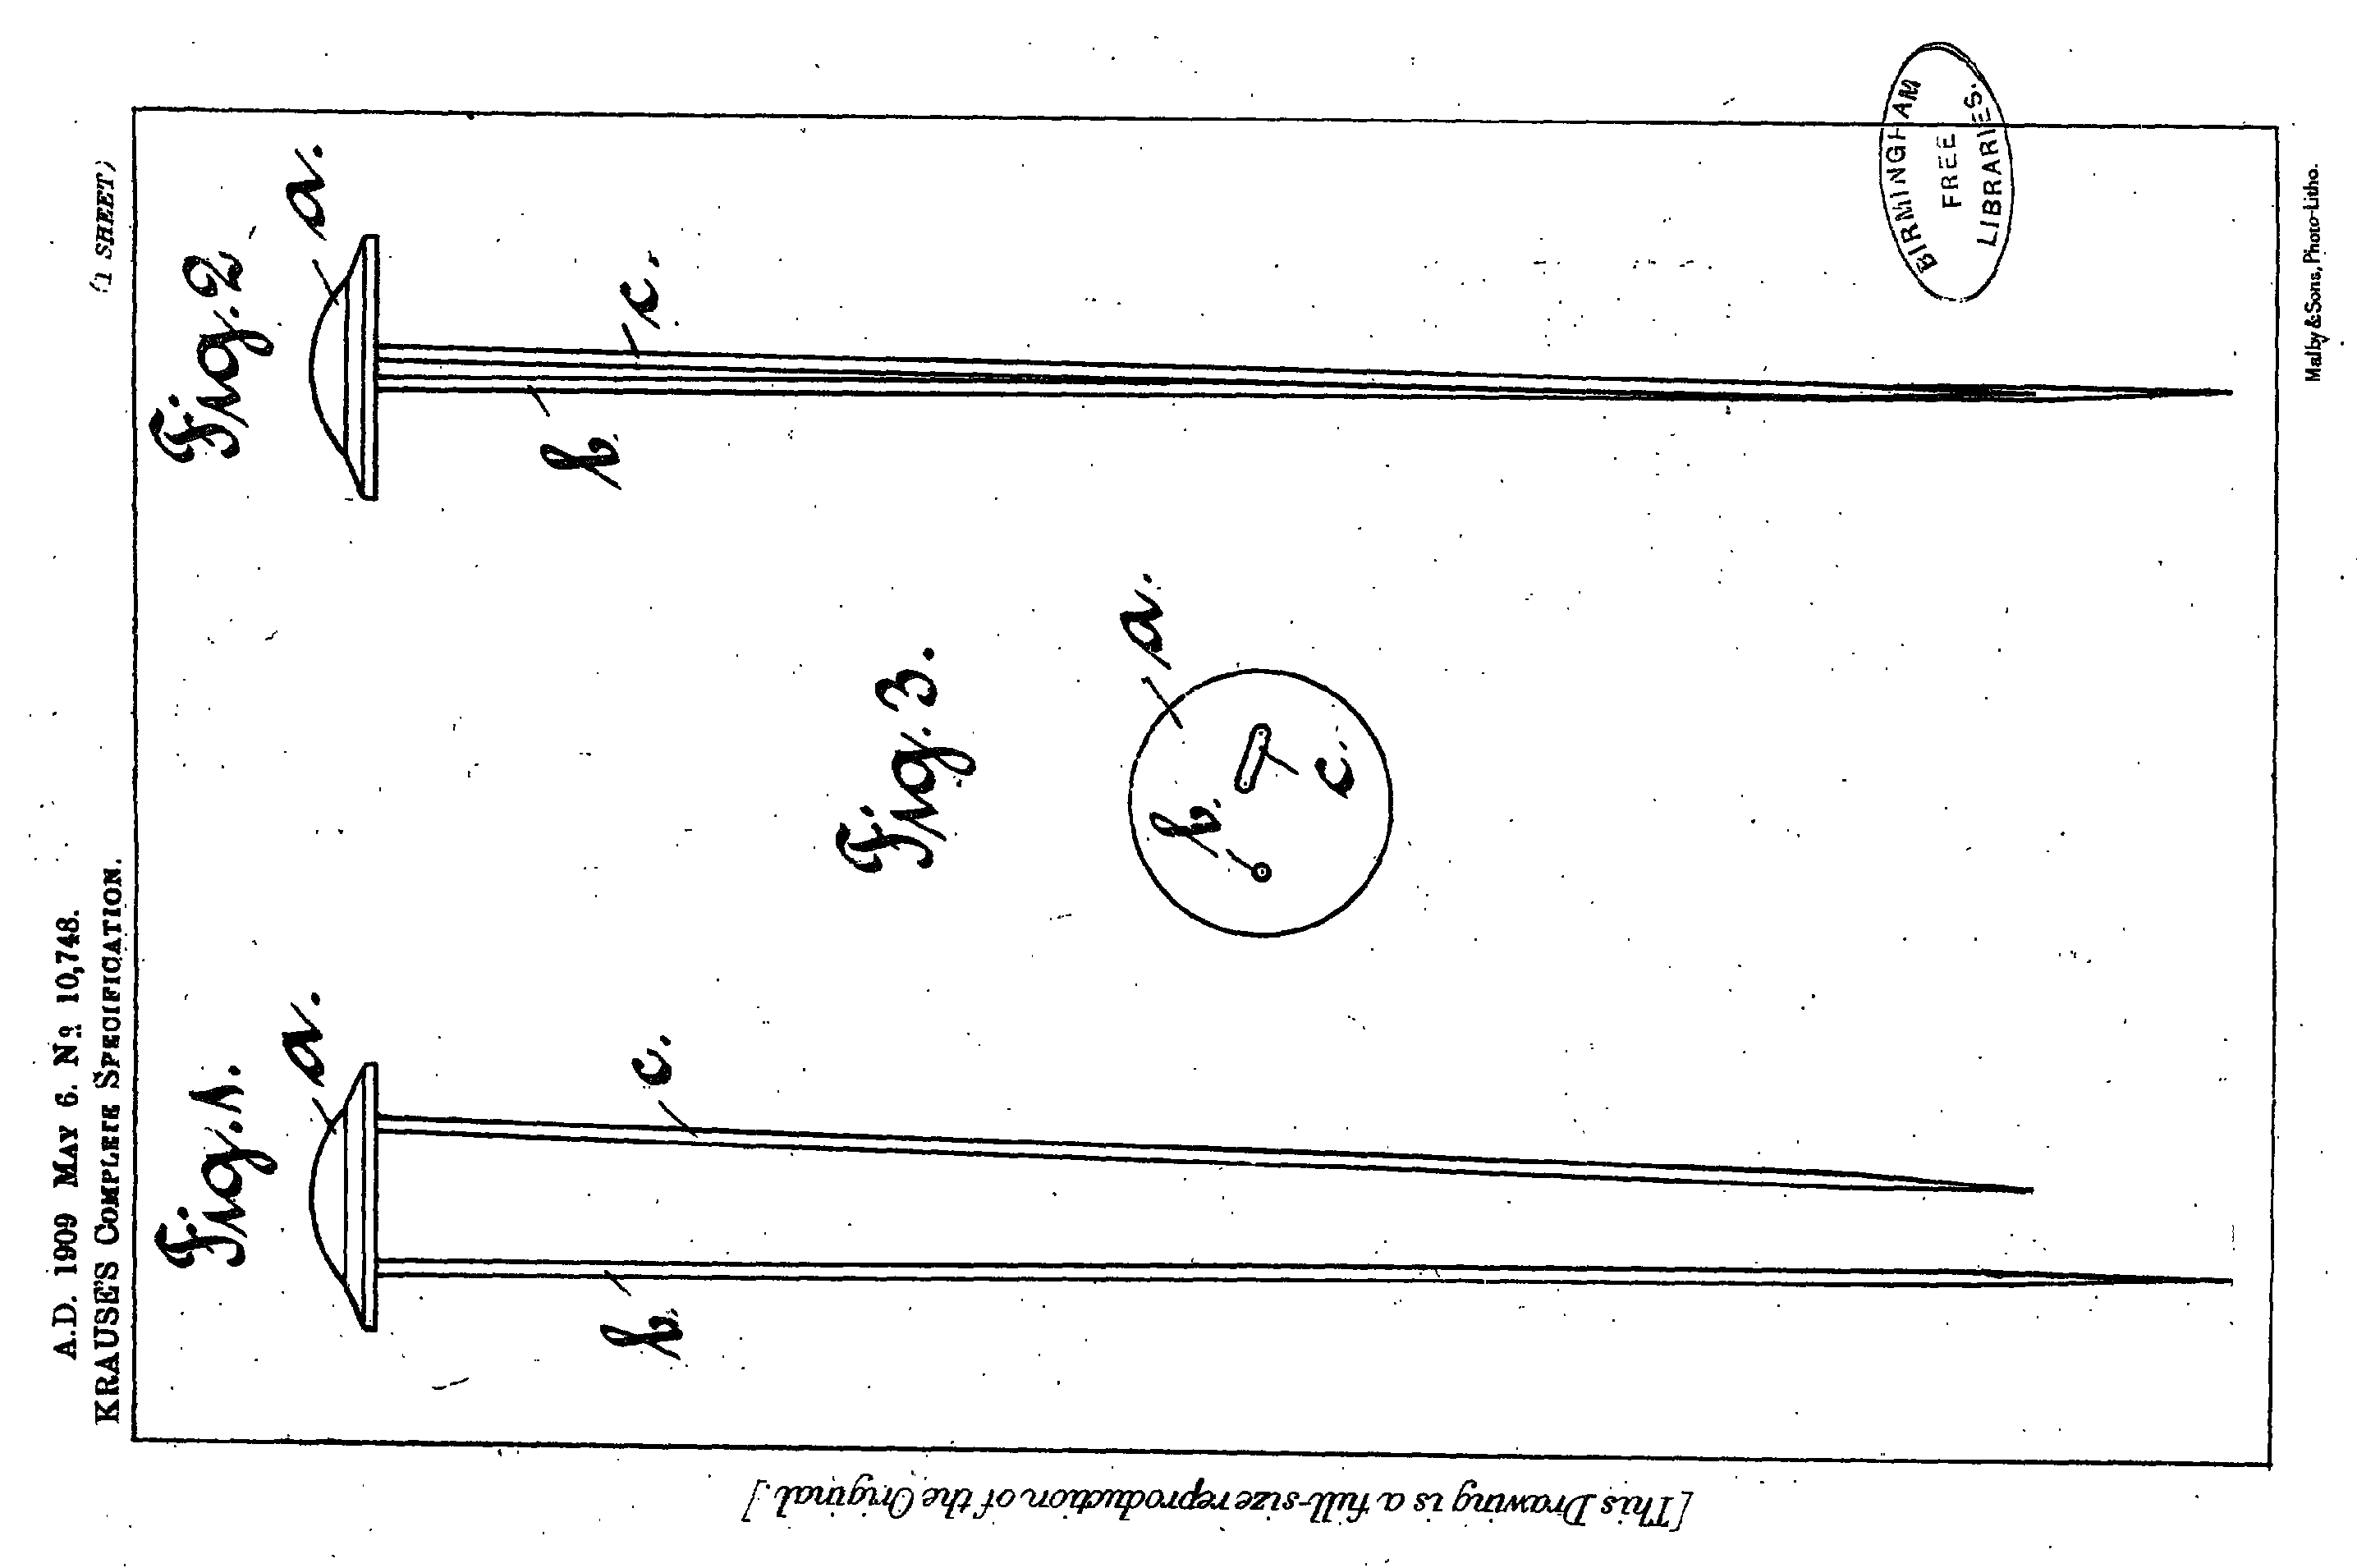 A.D. 1909 MAY 6. Nº 10,748.
KRAUSE'S COMPLETE SPECIFICATION.
(1 SHEET)
Fig. 1.
a.
b.
c.
Fig. 2
a.
b.
c.
Fig. 3.
a.
b.
c.
BIRMINGHAM
FREE
LIBRARIES.
[This Drawing is a full-size reproduction of the Original.]
Malby & Sons, Photo-Litho.